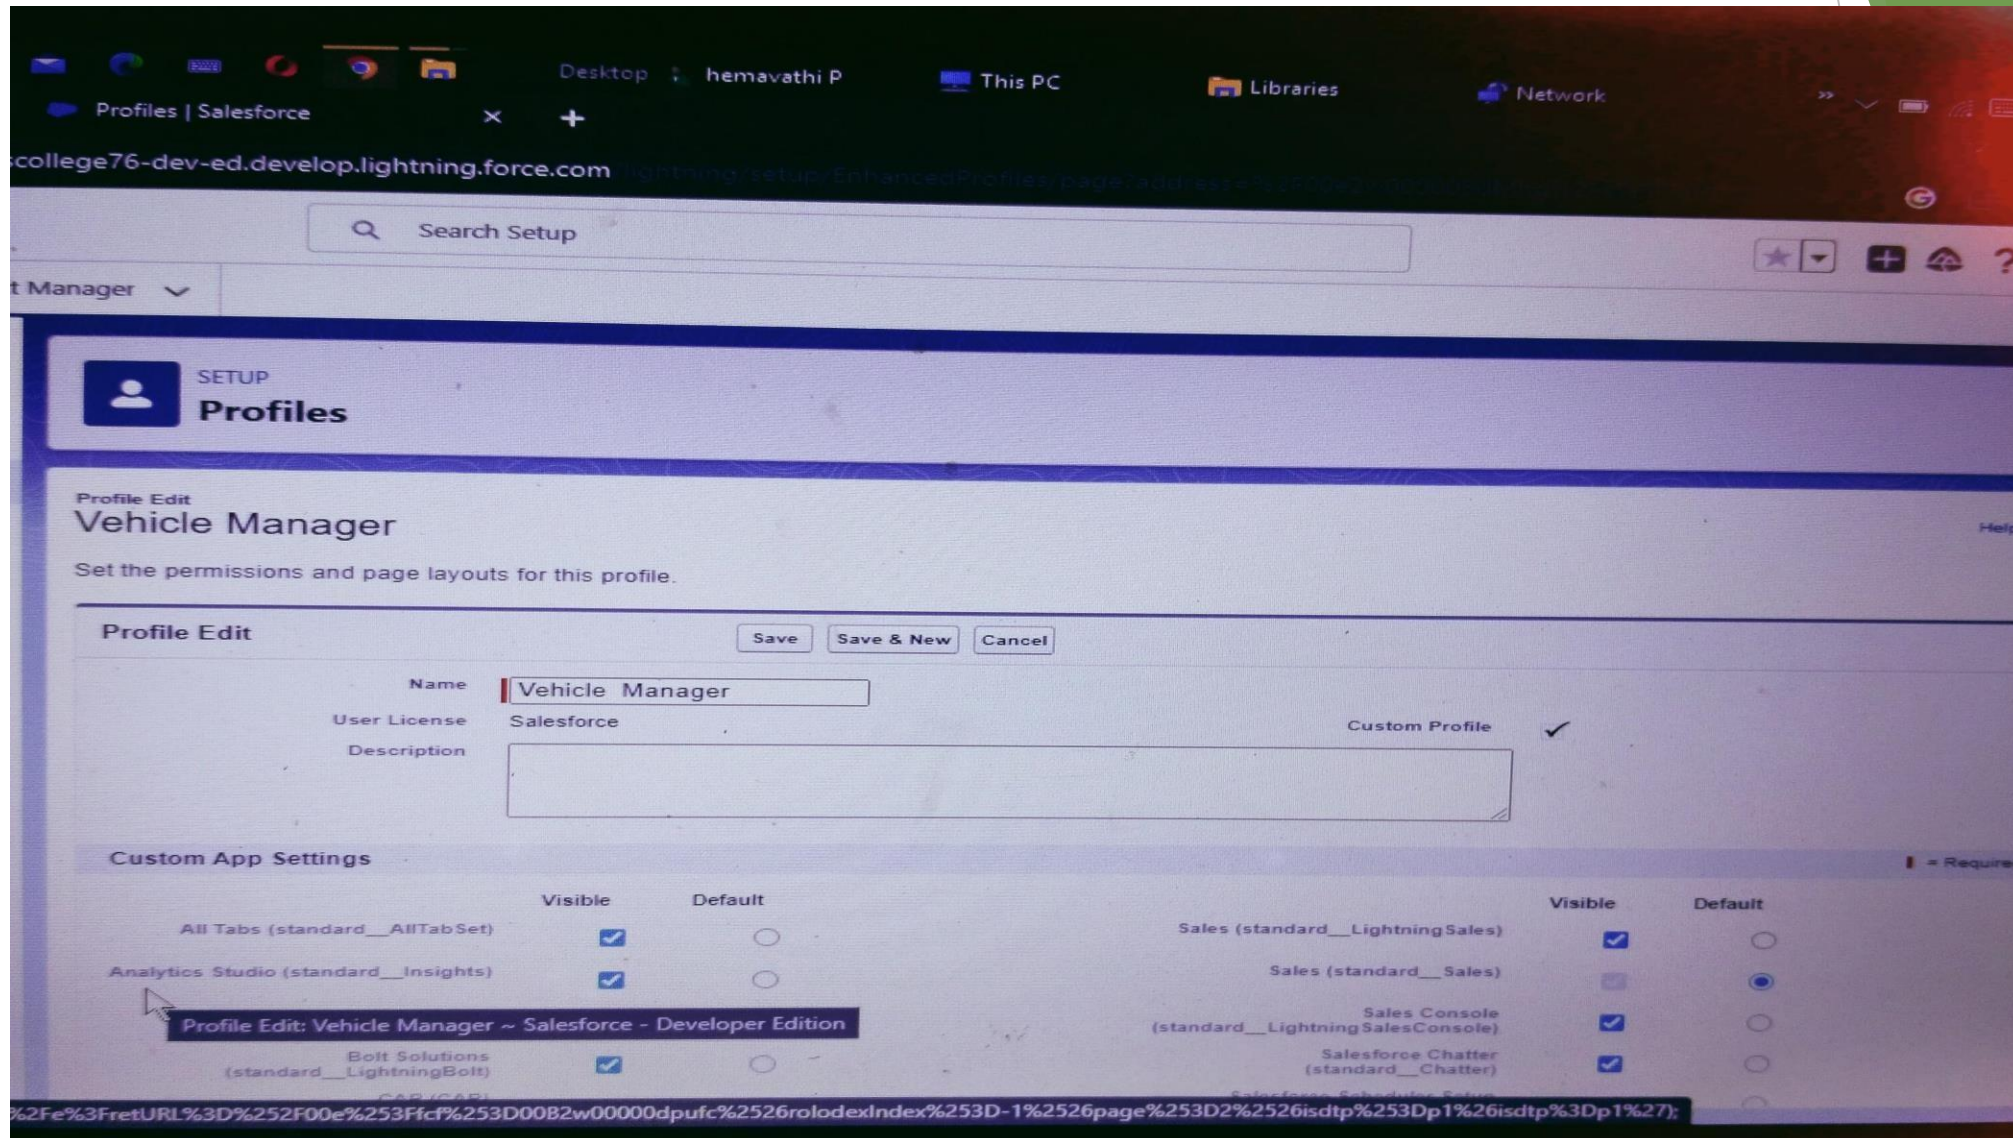 Desktop hemavathi P This PC Libraries Network »
Profiles | Salesforce × +
college76-dev-ed.develop.lightning.force.com
Search Setup
t Manager
SETUP
Profiles
Profile Edit
Vehicle Manager
Help
Set the permissions and page layouts for this profile.
Profile Edit Save Save & New Cancel
Name Vehicle Manager
User License Salesforce Custom Profile ✓
Description
Custom App Settings = Require
Visible Default Visible Default
All Tabs (standard__AllTabSet) Sales (standard__LightningSales)
Analytics Studio (standard__Insights) Sales (standard__Sales)
Profile Edit: Vehicle Manager ~ Salesforce - Developer Edition
Sales Console
(standard__LightningSalesConsole)
Bolt Solutions
(standard__LightningBolt)
Salesforce Chatter
(standard__Chatter)
%2Fe%3FretURL%3D%252F00e%253Ffcf%253D00B2w00000dpufc%2526rolodexIndex%253D-1%2526page%253D2%2526isdtp%253Dp1%26isdtp%3Dp1%27);